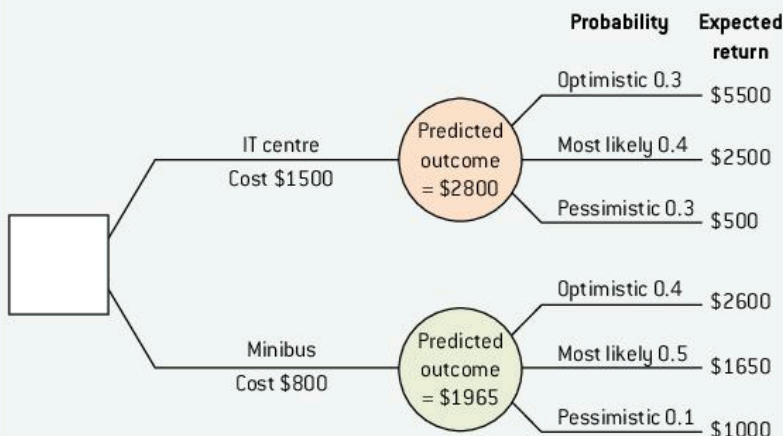 Probability Expected
return
Optimistic 0.3 $5500
IT centre
Cost $1500
Predicted
outcome
= $2800
Most likely 0.4 $2500
Pessimistic 0.3 $500
Optimistic 0.4 $2600
Minibus
Cost $800
Predicted
outcome
= $1965
Most likely 0.5 $1650
Pessimistic 0.1 $1000